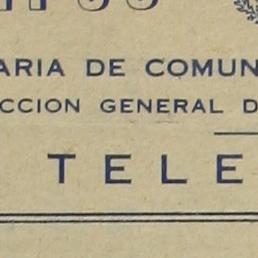 ARIA DE COMUN
CCION GENERAL D
TELE